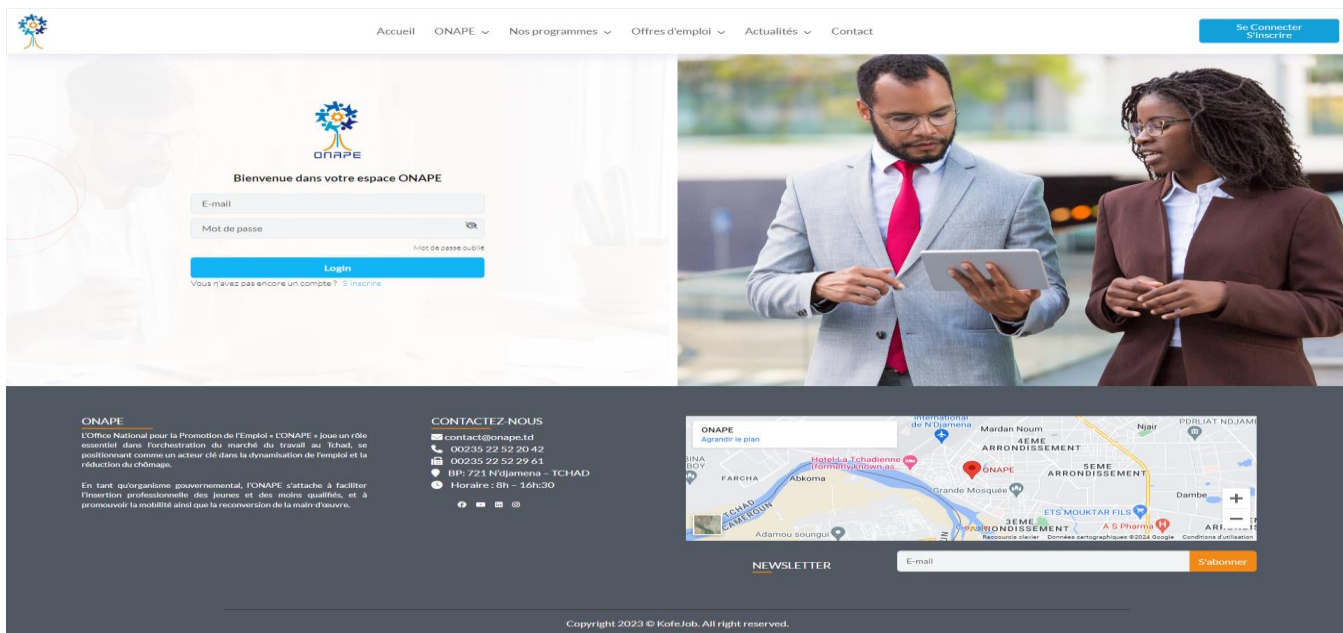 Accueil ONAPE Nos programmes Offres d'emploi Actualités Contact
Se Connecter
S'inscrire
ONAPE
Bienvenue dans votre espace ONAPE
E-mail
Mot de passe
Mot de passe oublié
Login
Vous n'avez pas encore un compte ? S'inscrire
ONAPE
L'Office National pour la Promotion de l'Emploi « L'ONAPE » joue un rôle
essentiel dans l'orchestration du marché du travail au Tchad, se
positionnant comme un acteur clé dans la dynamisation de l'emploi et la
réduction du chômage.
En tant qu'organisme gouvernemental, l'ONAPE s'attache à faciliter
l'insertion professionnelle des jeunes et des moins qualifiés, et à
promouvoir la mobilité ainsi que la reconversion de la main-d'œuvre.
CONTACTEZ-NOUS
contact@onape.td
00235 22 52 20 42
00235 22 52 29 61
BP: 721 N'djamena – TCHAD
Horaire : 8h – 16h:30
ONAPE
Agrandir le plan
international
de N'Djamena
Mardan Noum
Njair
PDRLIAT NDJAM
4EME
ARRONDISSEMENT
Hotel La Tchadienne
(formerly known as
FARCHA
Abkoma
ONAPE
5EME
ARRONDISSEMENT
Grande Mosquée
Dambe
TCHAD
CAMEROUN
ETS MOUKTAR FILS
3EME
A S Pharma
Adamou soungui
Raccourcis clavier Données cartographiques ©2024 Google Conditions d'utilisation
NEWSLETTER
E-mail
S'abonner
Copyright 2023 © KofeJob. All right reserved.